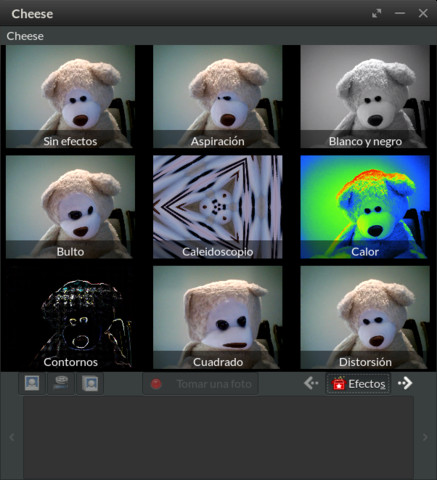 Cheese
Cheese
Sin efectos
Aspiración
Blanco y negro
Bulto
Caleidoscopio
Calor
Contornos
Cuadrado
Distorsión
Tomar una foto
Efectos